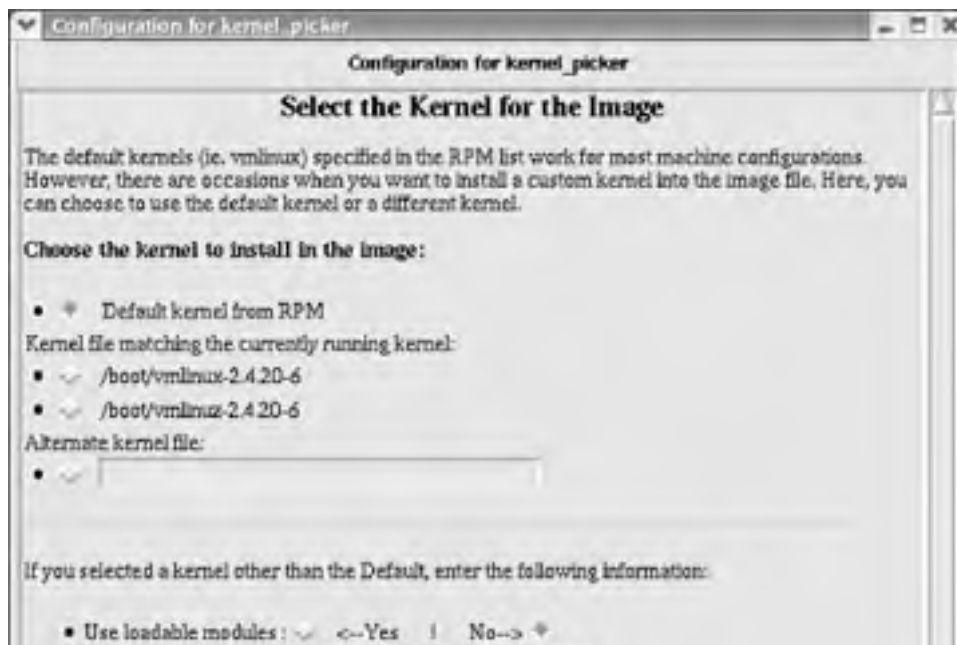 Configuration for kernel_picker
Configuration for kernel_picker
Select the Kernel for the Image
The default kernels (ie. vmlinux) specified in the RPM list work for most machine configurations.
However, there are occasions when you want to install a custom kernel into the image file. Here, you
can choose to use the default kernel or a different kernel.
Choose the kernel to install in the image:
• Default kernel from RPM
Kernel file matching the currently running kernel:
• /boot/vmlinux-2.4.20-6
• /boot/vmlinuz-2.4.20-6
Alternate kernel file:
•
If you selected a kernel other than the Default, enter the following information:
• Use loadable modules : <--Yes | No-->